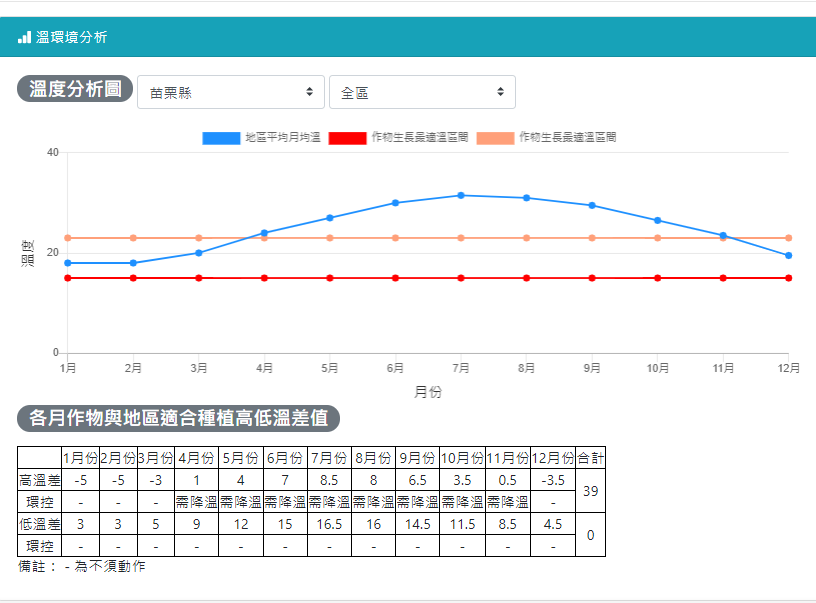 溫環境分析
溫度分析圖 苗栗縣 全區
地區平均月均溫 作物生長最適溫區間 作物生長最適溫區間
40
20
0
溫度
1月 2月 3月 4月 5月 6月 7月 8月 9月 10月 11月 12月
月份
各月作物與地區適合種植高低溫差值
1月份 2月份 3月份 4月份 5月份 6月份 7月份 8月份 9月份 10月份 11月份 12月份 合計
高溫差 -5 -5 -3 1 4 7 8.5 8 6.5 3.5 0.5 -3.5 39
環控 - - - 需降溫 需降溫 需降溫 需降溫 需降溫 需降溫 需降溫 需降溫 -
低溫差 3 3 5 9 12 15 16.5 16 14.5 11.5 8.5 4.5 0
環控 - - - - - - - - - - - -
備註： - 為不須動作